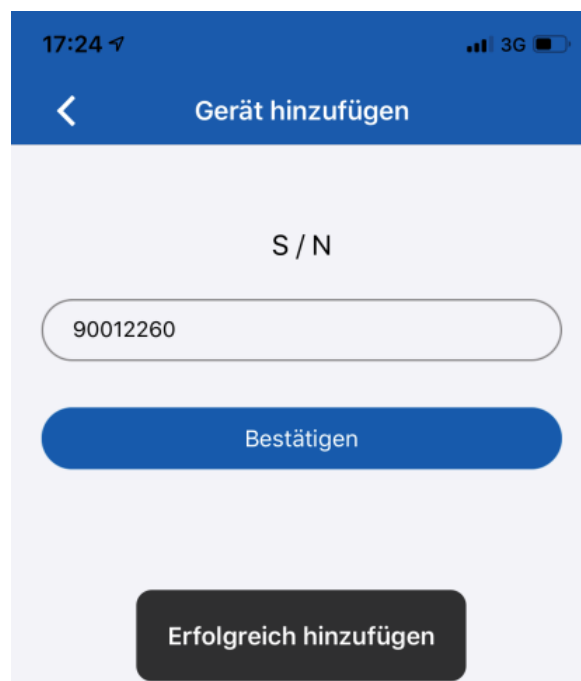 17:24 3G
Gerät hinzufügen
S / N
90012260
Bestätigen
Erfolgreich hinzufügen